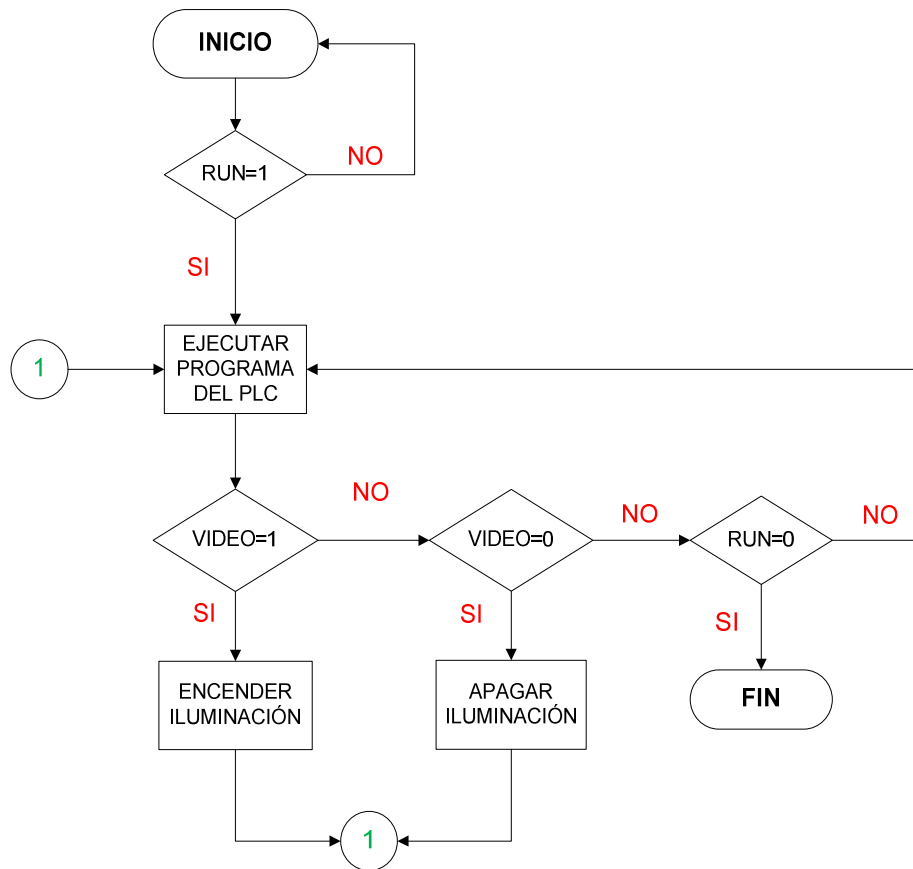 INICIO
RUN=1
NO
SI
EJECUTAR
PROGRAMA
DEL PLC
1
VIDEO=1
NO
VIDEO=0
NO
RUN=0
NO
SI
SI
SI
ENCENDER
ILUMINACIÓN
APAGAR
ILUMINACIÓN
FIN
1